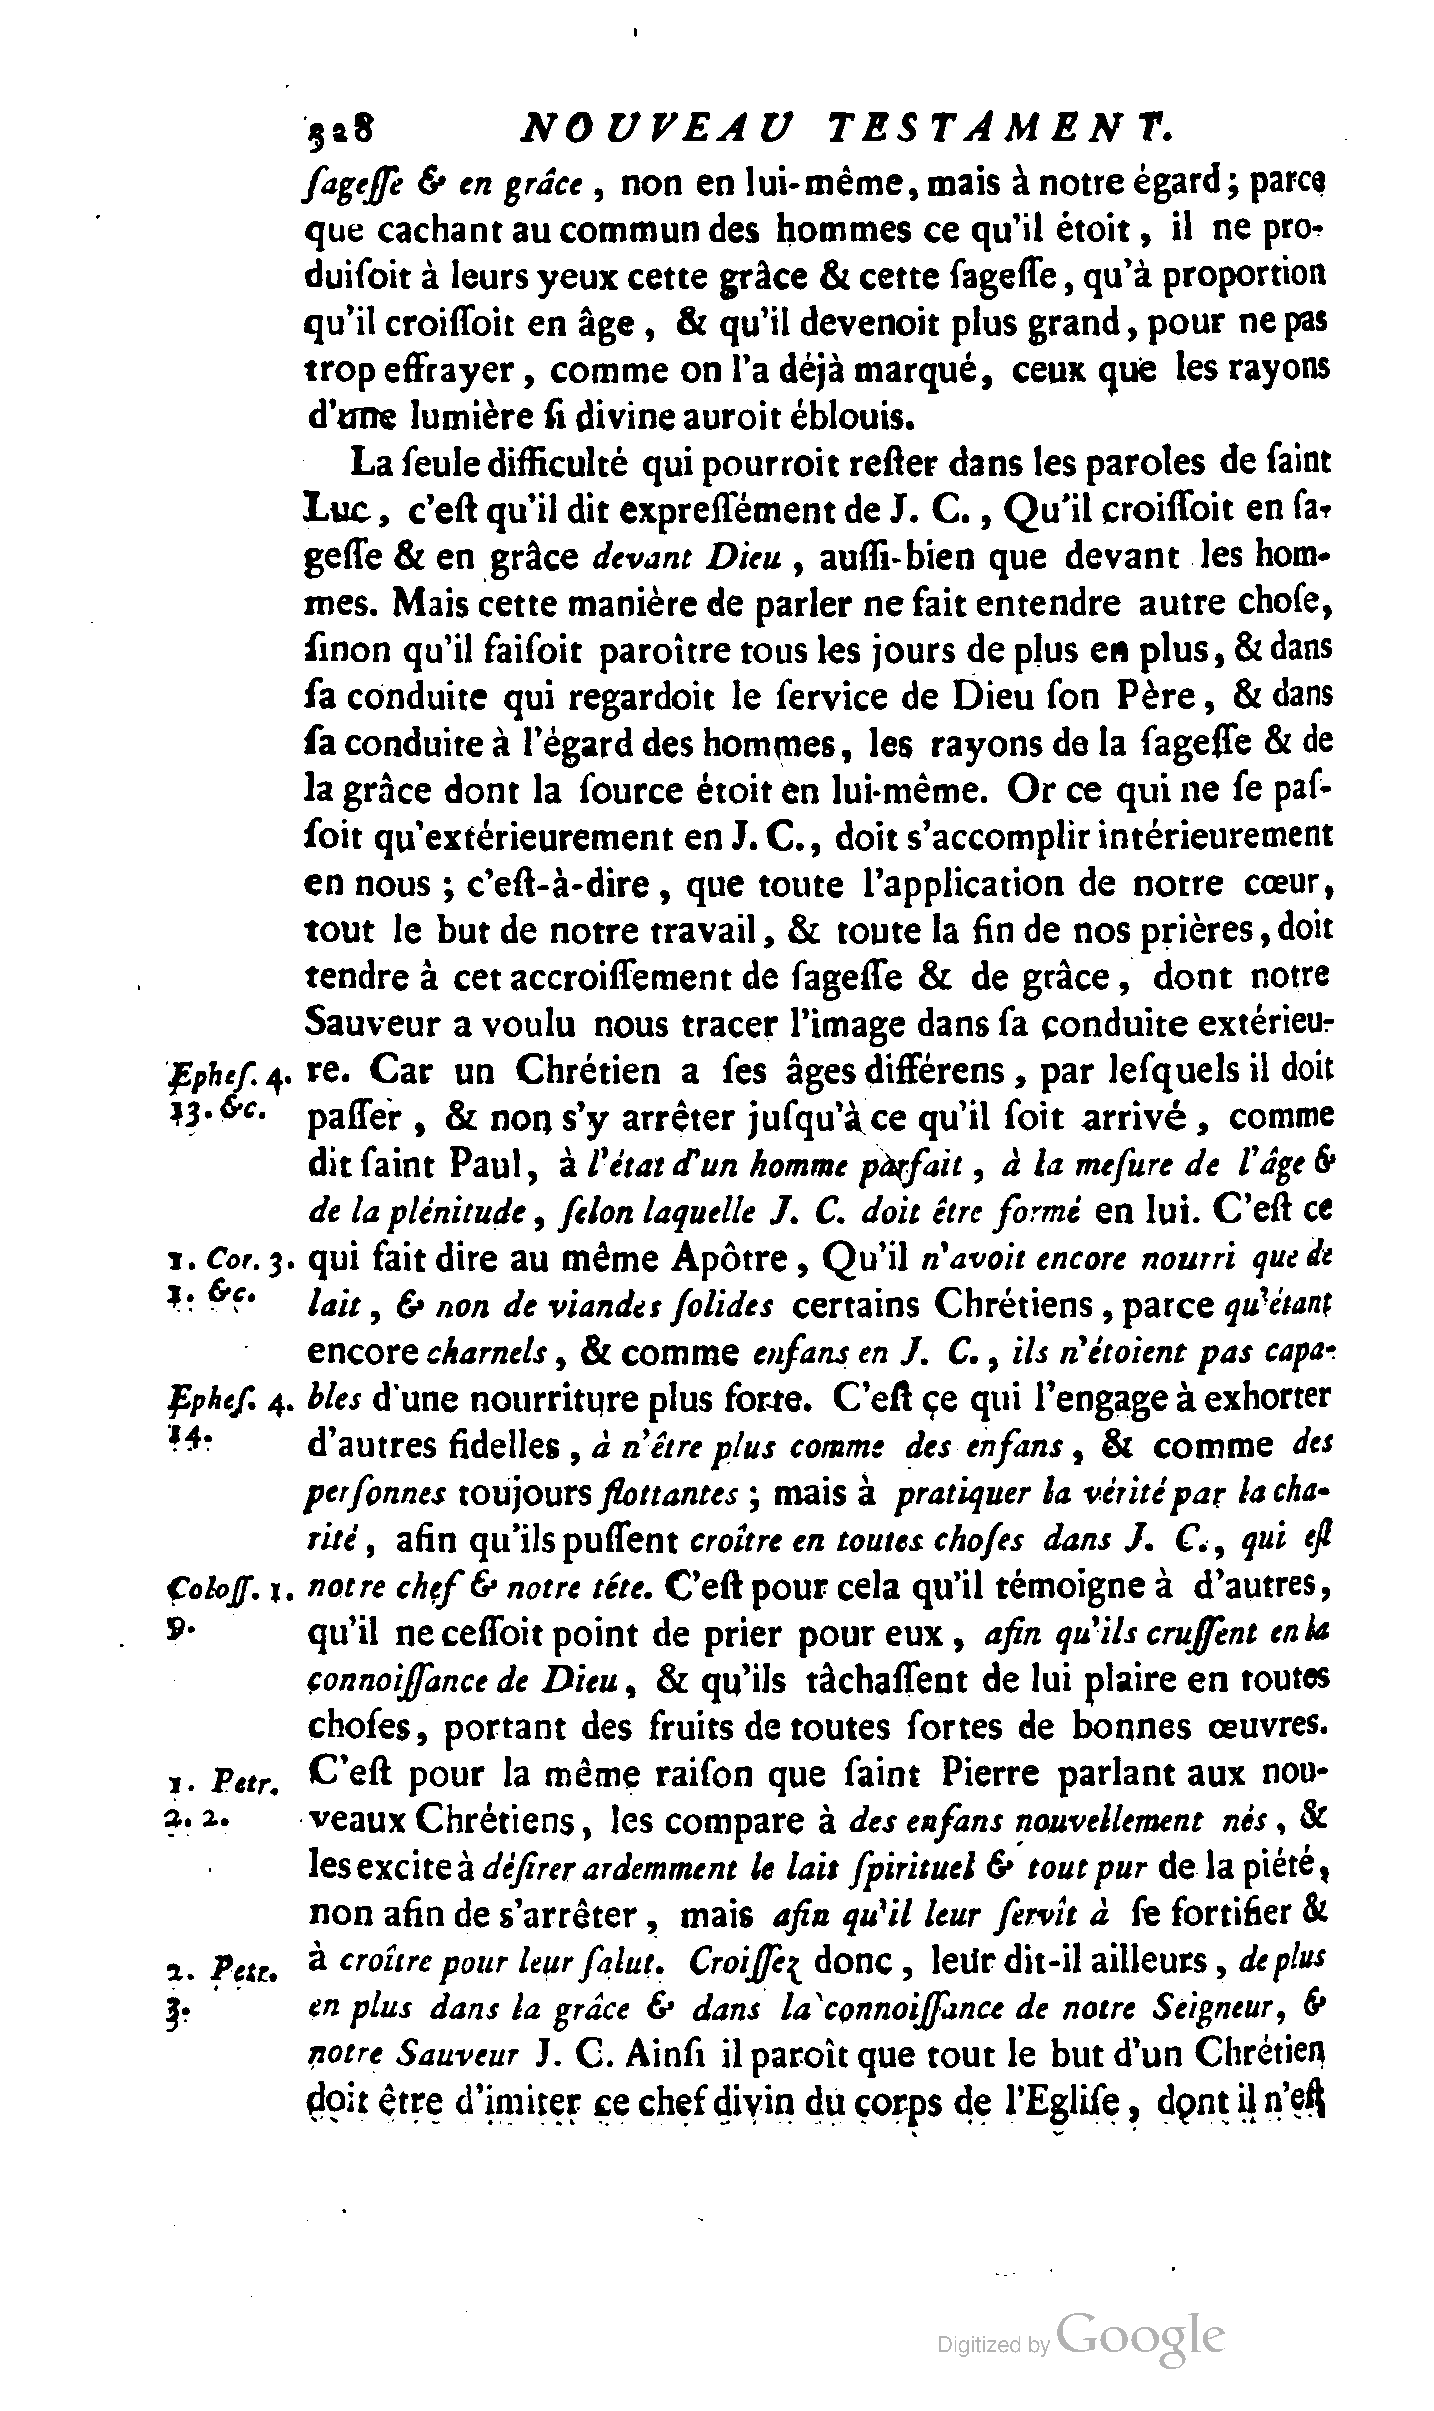 328 NOUVEAU TESTAMENT.
ſageſſe & en grâce, non en lui-même, mais à notre égard; parce
que cachant au commun des hommes ce qu'il étoit, il ne pro-
duiſoit à leurs yeux cette grâce & cette ſageſſe, qu'à proportion
qu'il croiſſoit en âge, & qu'il devenoit plus grand, pour ne pas
trop effrayer, comme on l'a déjà marqué, ceux que les rayons
d'une lumière ſi divine auroit éblouis.
La ſeule difficulté qui pourroit reſter dans les paroles de ſaint
Luc, c'eſt qu'il dit expreſſément de J. C., Qu'il croiſſoit en ſa-
geſſe & en grâce devant Dieu, auſſi-bien que devant les hom-
mes. Mais cette manière de parler ne fait entendre autre choſe,
ſinon qu'il faiſoit paroître tous les jours de plus en plus, & dans
ſa conduite qui regardoit le ſervice de Dieu ſon Père, & dans
ſa conduite à l'égard des hommes, les rayons de la ſageſſe & de
la grâce dont la ſource étoit en lui-même. Or ce qui ne ſe paſ-
ſoit qu'extérieurement en J. C., doit s'accomplir intérieurement
en nous; c'eſt-à-dire, que toute l'application de notre cœur,
tout le but de notre travail, & toute la fin de nos prières, doit
tendre à cet accroiſſement de ſageſſe & de grâce, dont notre
Sauveur a voulu nous tracer l'image dans ſa conduite extérieu-
Epheſ. 4. re. Car un Chrétien a ſes âges différens, par leſquels il doit
13. &c. paſſer, & non s'y arrêter juſqu'à ce qu'il ſoit arrivé, comme
dit ſaint Paul, à l'état d'un homme parfait, à la meſure de l'âge &
de la plénitude, ſelon laquelle J. C. doit être formé en lui. C'eſt ce
1. Cor. 3. qui fait dire au même Apôtre, Qu'il n'avoit encore nourri que de
1. &c. lait, & non de viandes ſolides certains Chrétiens, parce qu'étant
encore charnels, & comme enfans en J. C., ils n'étoient pas capa-
Epheſ. 4. bles d'une nourriture plus forte. C'eſt ce qui l'engage à exhorter
14. d'autres fidelles, à n'être plus comme des enfans, & comme des
perſonnes toujours flottantes; mais à pratiquer la vérité par la cha-
rité, afin qu'ils puſſent croître en toutes choſes dans J. C., qui eſt
Coloſſ. 1. notre chef & notre tête. C'eſt pour cela qu'il témoigne à d'autres,
9. qu'il ne ceſſoit point de prier pour eux, afin qu'ils cruſſent en la
connoiſſance de Dieu, & qu'ils tâchaſſent de lui plaire en toutes
choſes, portant des fruits de toutes ſortes de bonnes œuvres.
1. Petr. C'eſt pour la même raiſon que ſaint Pierre parlant aux nou-
2. 2. veaux Chrétiens, les compare à des enfans nouvellement nés, &
les excite à déſirer ardemment le lait ſpirituel & tout pur de la piété,
non afin de s'arrêter, mais afin qu'il leur ſervît à ſe fortifier &
2. Petr. à croître pour leur ſalut. Croiſſez donc, leur dit-il ailleurs, de plus
3. en plus dans la grâce & dans la connoiſſance de notre Seigneur, &
notre Sauveur J. C. Ainſi il paroît que tout le but d'un Chrétien
doit être d'imiter ce chef divin du corps de l'Egliſe, dont il n'eſt
Digitized by Google